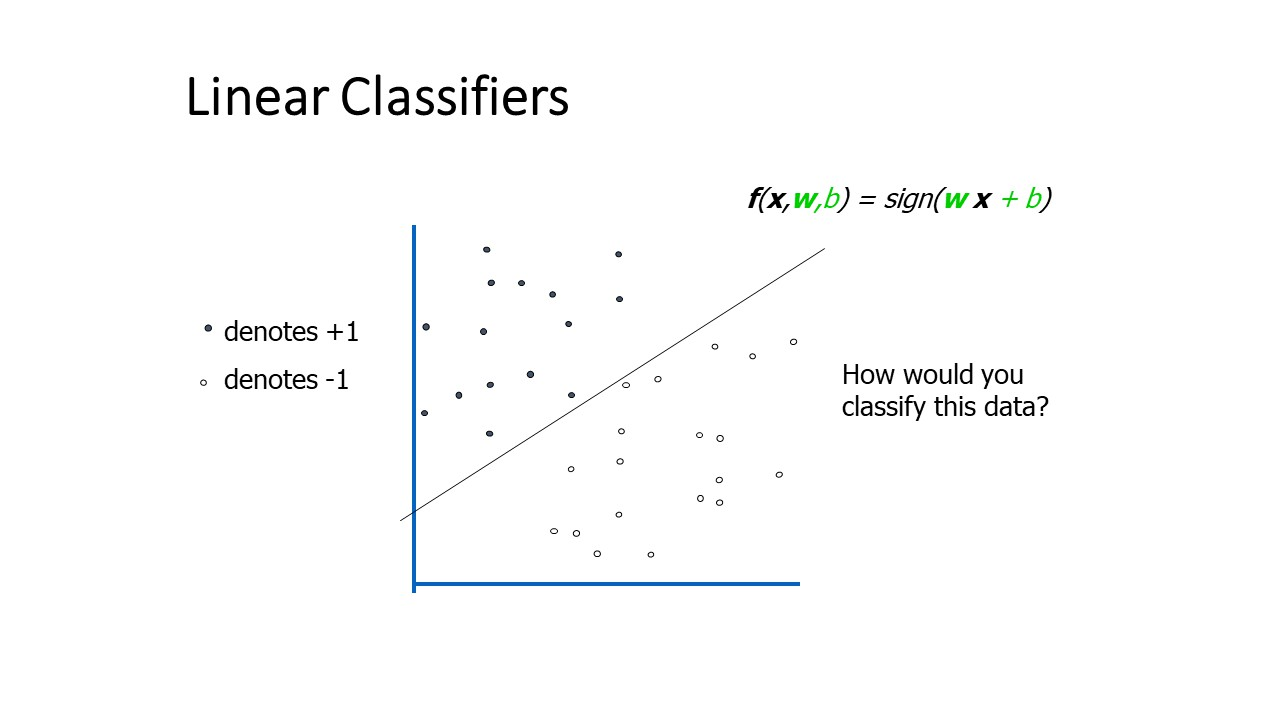 Linear Classifiers
f(x,w,b) = sign(w x + b)
denotes +1
denotes -1
How would you
classify this data?